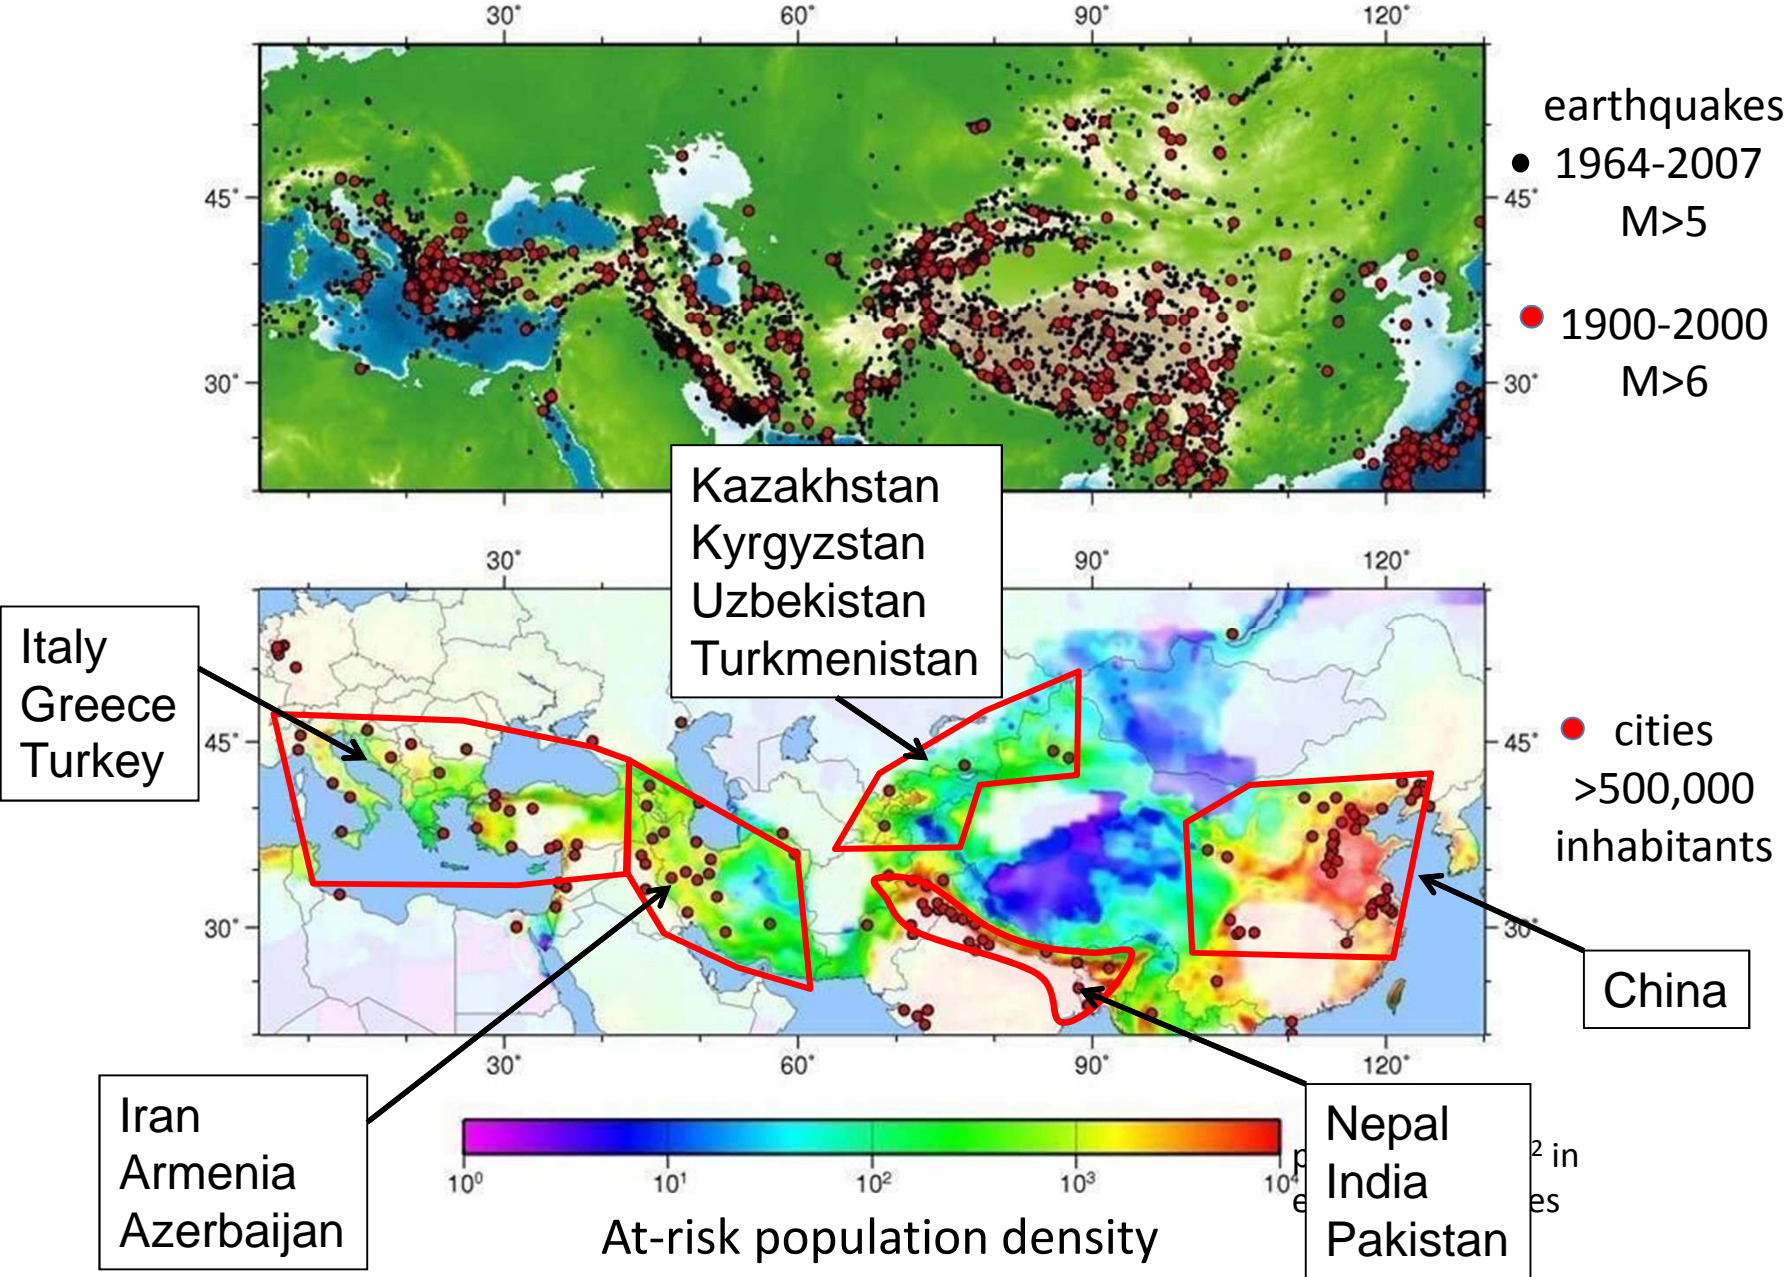 30° 60° 90° 120°
45° 45°
30° 30°
earthquakes
1964-2007
M>5
1900-2000
M>6
Kazakhstan
Kyrgyzstan
Uzbekistan
Turkmenistan
30° 90° 120°
45° 45°
30° 30°
30° 60° 90° 120°
Italy
Greece
Turkey
cities
>500,000
inhabitants
China
Iran
Armenia
Azerbaijan
Nepal
India
Pakistan
10⁰ 10¹ 10² 10³ 10⁴
² in
At-risk population density